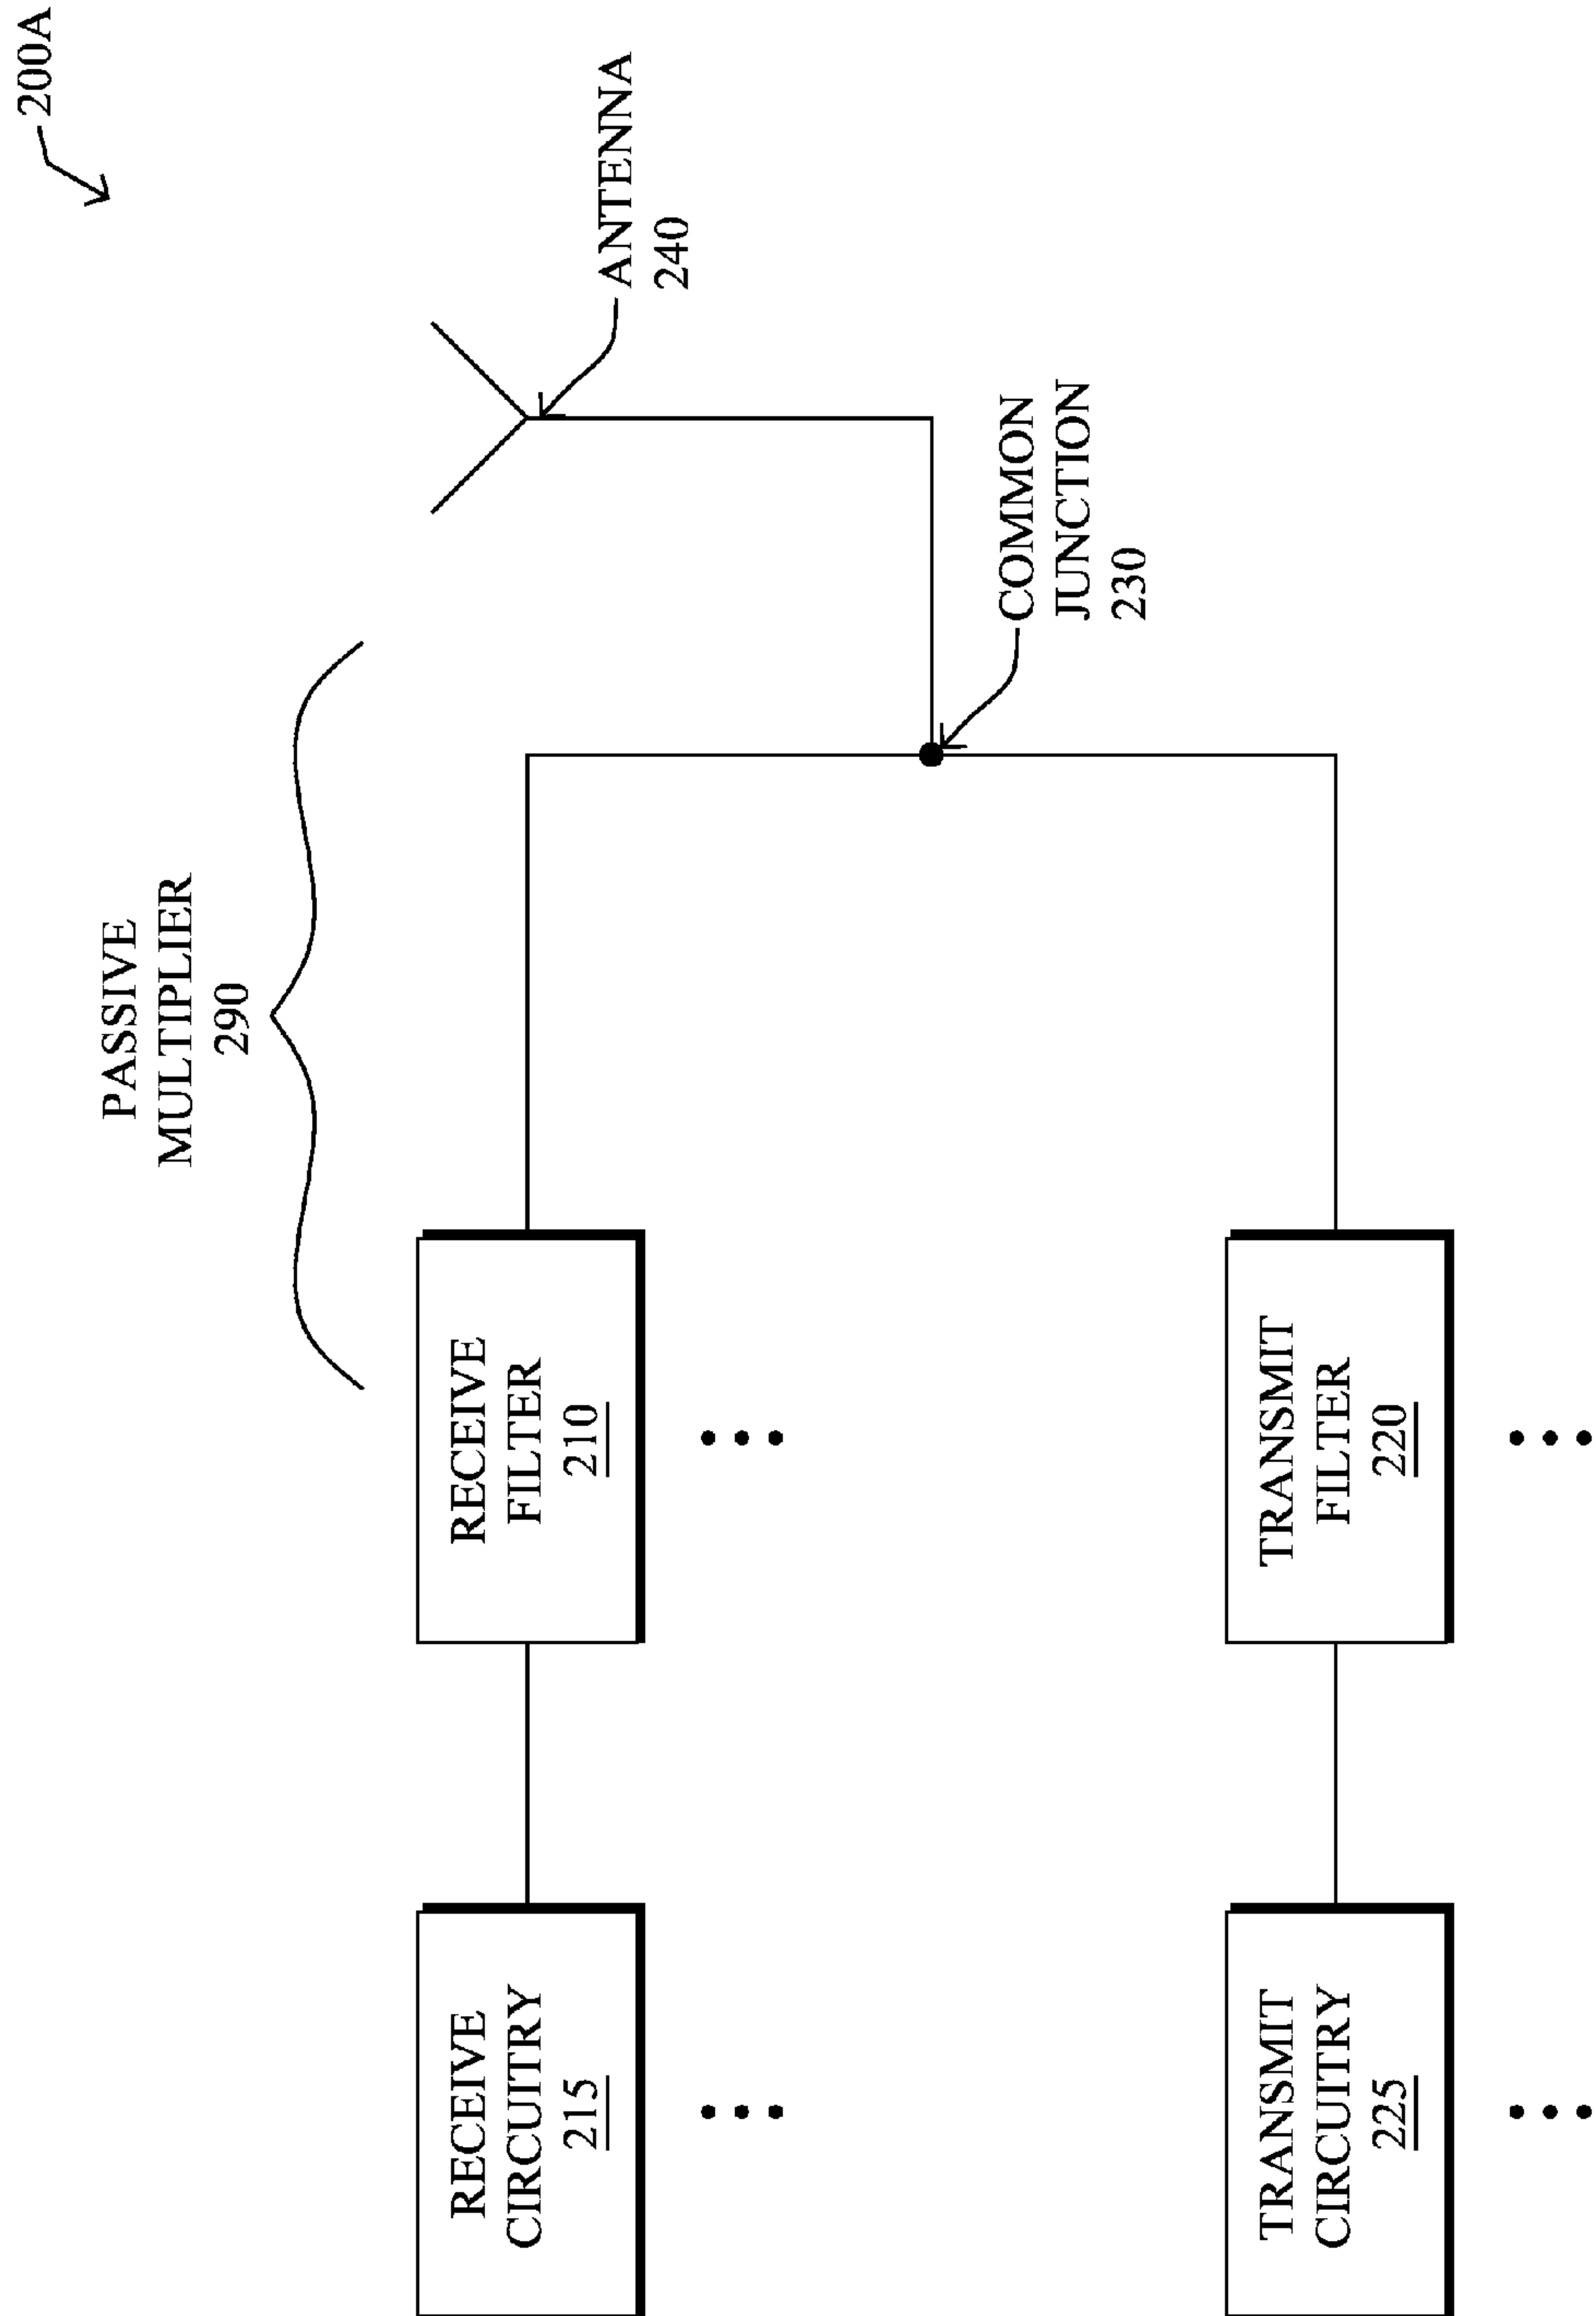 200A
PASSIVE
MULTIPLIER
290
ANTENNA
240
RECEIVE
CIRCUITRY
215
RECEIVE
FILTER
210
COMMON
JUNCTION
230
TRANSMIT
CIRCUITRY
225
TRANSMIT
FILTER
220